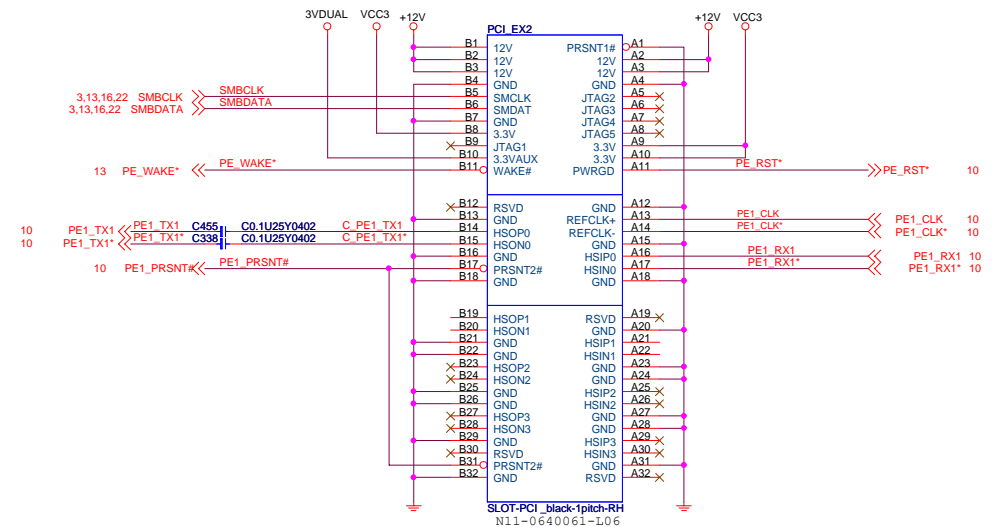 3VDUAL VCC3 +12V +12V VCC3
PCI_EX2
B1 12V PRSNT1# A1
B2 12V 12V A2
B3 12V 12V A3
B4 GND GND A4
3,13,16,22 SMBCLK SMBCLK B5 SMCLK JTAG2 A5
3,13,16,22 SMBDATA SMBDATA B6 SMDAT JTAG3 A6
B7 GND JTAG4 A7
B8 3.3V JTAG5 A8
B9 JTAG1 3.3V A9
B10 3.3VAUX 3.3V A10
13 PE_WAKE* PE_WAKE* B11 WAKE# PWRGD A11 PE_RST* PE_RST* 10
B12 RSVD GND A12
B13 GND REFCLK+ A13 PE1_CLK PE1_CLK 10
10 PE1_TX1 PE1_TX1 C455 C0.1U25Y0402 C_PE1_TX1 B14 HSOP0 REFCLK- A14 PE1_CLK* PE1_CLK* 10
10 PE1_TX1* PE1_TX1* C338 C0.1U25Y0402 C_PE1_TX1* B15 HSON0 GND A15
B16 GND HSIP0 A16 PE1_RX1 PE1_RX1 10
10 PE1_PRSNT# PE1_PRSNT# B17 PRSNT2# HSIN0 A17 PE1_RX1* PE1_RX1* 10
B18 GND GND A18
B19 HSOP1 RSVD A19
B20 HSON1 GND A20
B21 GND HSIP1 A21
B22 GND HSIN1 A22
B23 HSOP2 GND A23
B24 HSON2 GND A24
B25 GND HSIP2 A25
B26 GND HSIN2 A26
B27 HSOP3 GND A27
B28 HSON3 GND A28
B29 GND HSIP3 A29
B30 RSVD HSIN3 A30
B31 PRSNT2# GND A31
B32 GND RSVD A32
SLOT-PCI_black-1pitch-RH
N11-0640061-L06